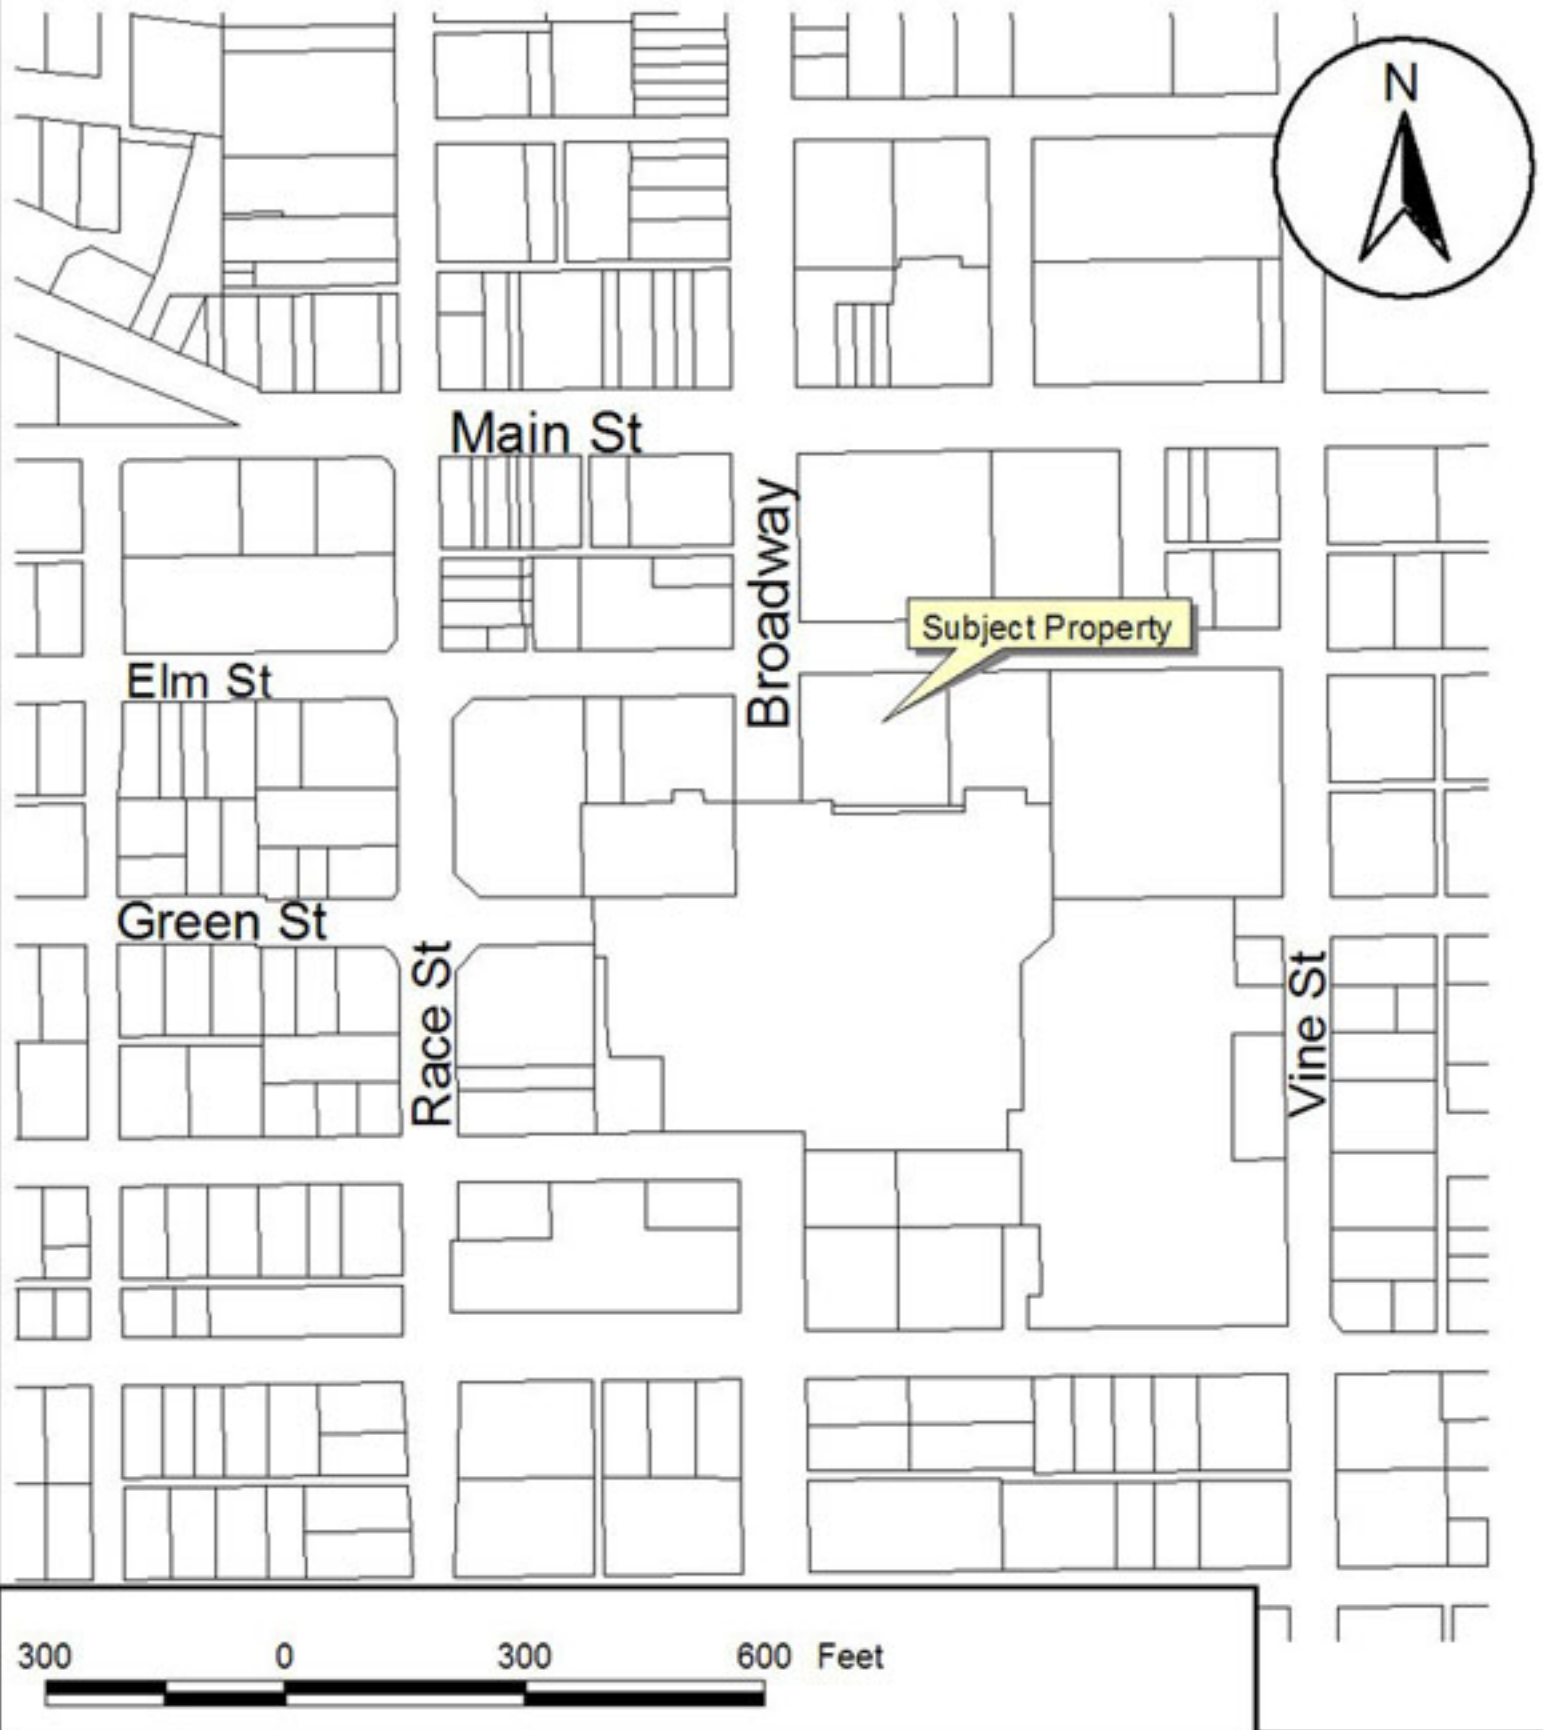 N
Main St
Broadway
Subject Property
Elm St
Green St
Race St
Vine St
300 0 300 600 Feet